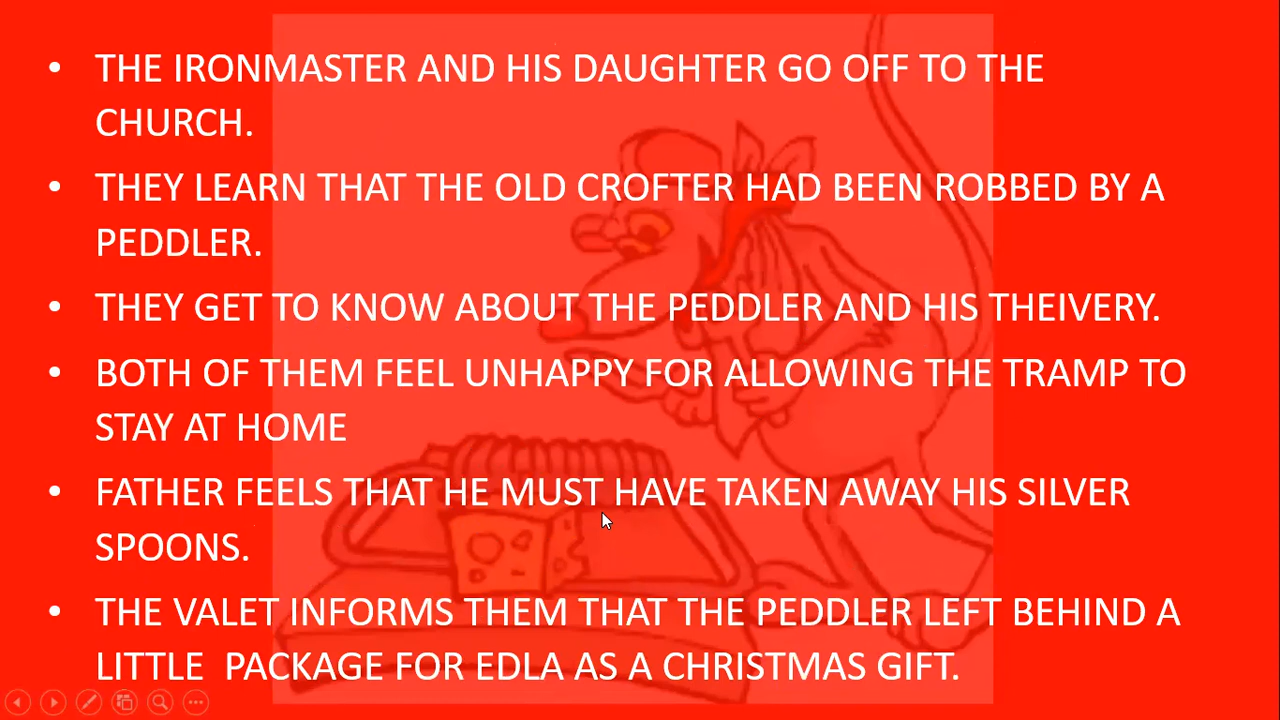 • THE IRONMASTER AND HIS DAUGHTER GO OFF TO THE
CHURCH.
• THEY LEARN THAT THE OLD CROFTER HAD BEEN ROBBED BY A
PEDDLER.
• THEY GET TO KNOW ABOUT THE PEDDLER AND HIS THEIVERY.
• BOTH OF THEM FEEL UNHAPPY FOR ALLOWING THE TRAMP TO
STAY AT HOME
• FATHER FEELS THAT HE MUST HAVE TAKEN AWAY HIS SILVER
SPOONS.
• THE VALET INFORMS THEM THAT THE PEDDLER LEFT BEHIND A
LITTLE  PACKAGE FOR EDLA AS A CHRISTMAS GIFT.